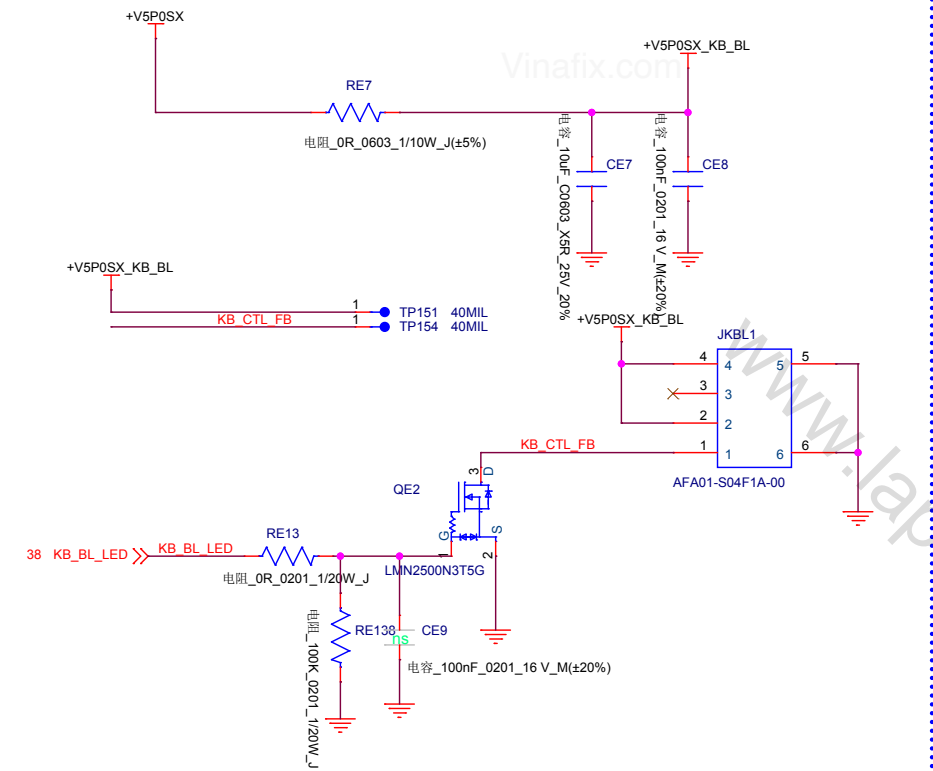 +V5P0SX
Vinafix.com
+V5P0SX_KB_BL
RE7
电阻_0R_0603_1/10W_J(±5%)
电容_10uF_C0603_X5R_25V_20%
CE7
电容_100nF_0201_16 V_M(±20%)
CE8
+V5P0SX_KB_BL
1
TP151 40MIL
KB_CTL_FB
1
TP154 40MIL
+V5P0SX_KB_BL
JKBL1
4
4
5
5
3
3
2
2
KB_CTL_FB
1
1
6
6
AFA01-S04F1A-00
www.lap
3
D
QE2
G
S
1
2
LMN2500N3T5G
38 KB_BL_LED
KB_BL_LED
RE13
电阻_0R_0201_1/20W_J
电阻_100K_0201_1/20W_J
RE138
CE9
ns
电容_100nF_0201_16 V_M(±20%)